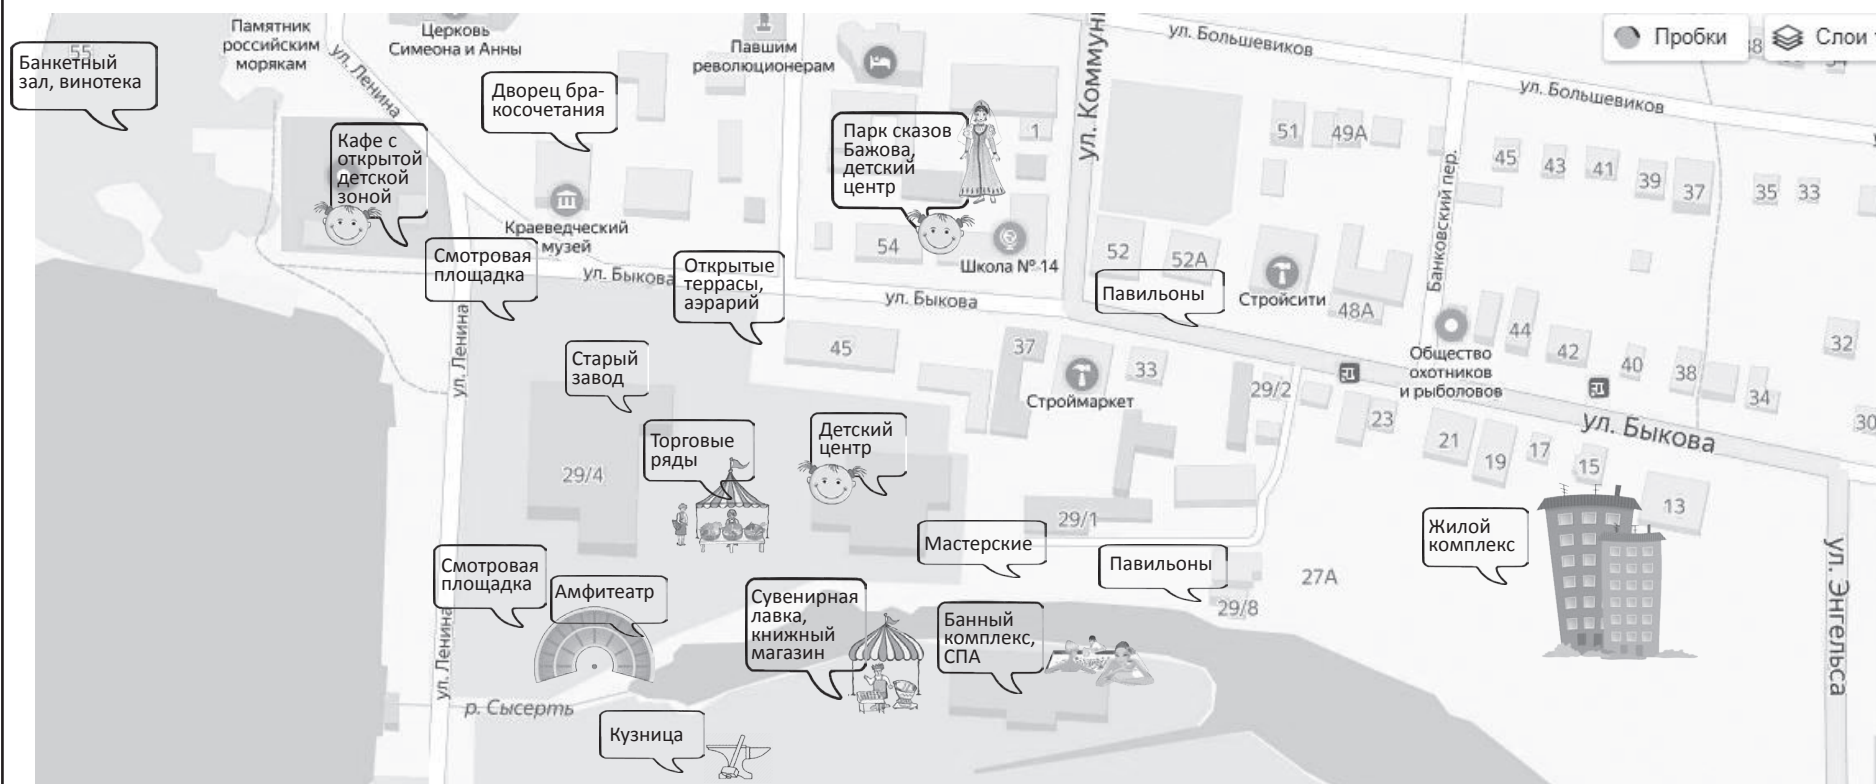 Памятник
российским
морякам
55
Банкетный
зал, винотека
ул. Ленина
Церковь
Симеона и Анны
Павшим
революционерам
Дворец бра-
косочетания
Кафе с
открытой
детской
зоной
Краеведческий
музей
Смотровая
площадка
ул. Быкова
Открытые
террасы,
аэрарий
Парк сказов
Бажова,
детский
центр
1
54
Школа № 14
ул. Быкова
ул. Коммун
ул. Большевиков
ул. Большевиков
Пробки
Слои
51
49А
52
52А
Павильоны
Стройсити
48А
Банковский пер.
45
43
41
39
37
35
33
44
42
40
38
34
32
30
Общество
охотников
и рыболовов
ул. Ленина
Старый
завод
45
37
33
Строймаркет
29/2
23
21
19
17
15
13
ул. Быкова
29/4
Торговые
ряды
Детский
центр
29/1
Мастерские
Павильоны
29/8
27А
Жилой
комплекс
ул. Энгельса
Смотровая
площадка
Амфитеатр
ул. Ленина
Сувенирная
лавка,
книжный
магазин
Банный
комплекс,
СПА
р. Сысерть
Кузница